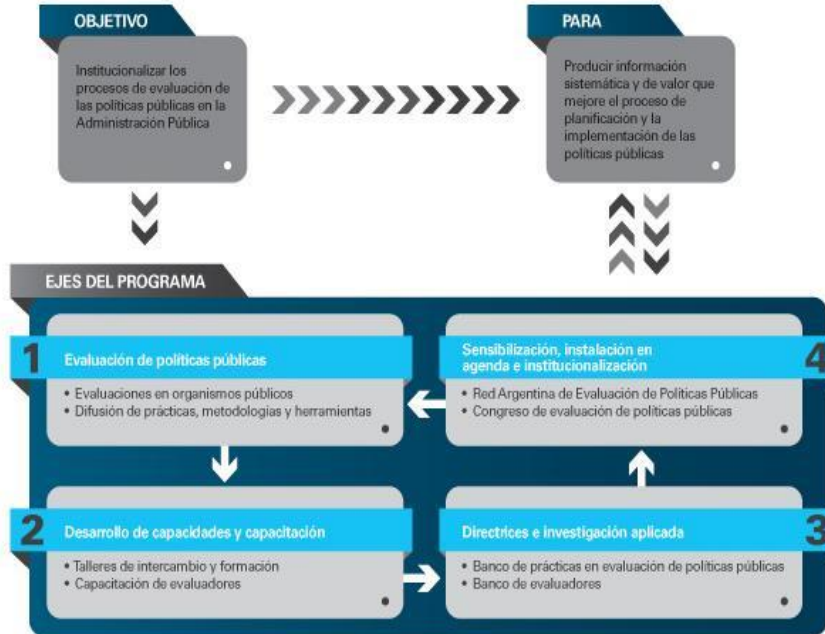 OBJETIVO
Institucionalizar los
procesos de evaluación de
las políticas públicas en la
Administración Pública
PARA
Producir información
sistemática y de valor que
mejore el proceso de
planificación y la
implementación de las
políticas públicas
EJES DEL PROGRAMA
1
Evaluación de políticas públicas
• Evaluaciones en organismos públicos
• Difusión de prácticas, metodologías y herramientas
2
Desarrollo de capacidades y capacitación
• Talleres de intercambio y formación
• Capacitación de evaluadores
3
Directrices e investigación aplicada
• Banco de prácticas en evaluación de políticas públicas
• Banco de evaluadores
4
Sensibilización, instalación en
agenda e institucionalización
• Red Argentina de Evaluación de Políticas Públicas
• Congreso de evaluación de políticas públicas